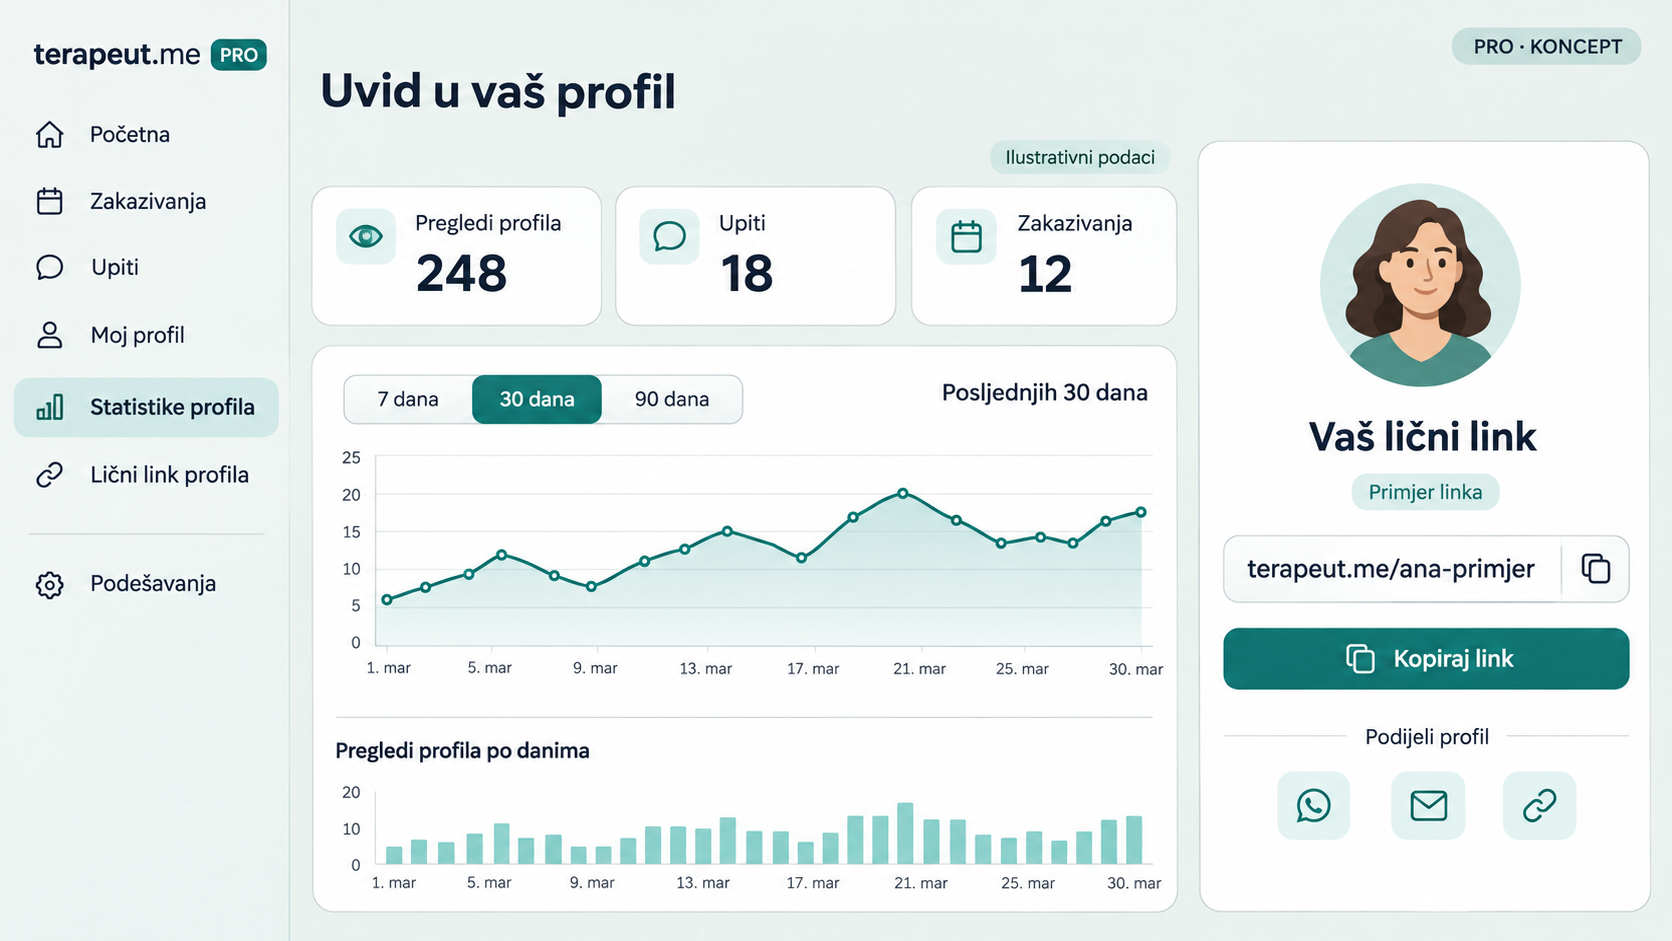 terapeut.me PRO
Početna
Zakazivanja
Upiti
Moj profil
Statistike profila
Lični link profila
Podešavanja
PRO · KONCEPT
Uvid u vaš profil
Ilustrativni podaci
Pregledi profila
248
Upiti
18
Zakazivanja
12
7 dana
30 dana
90 dana
Posljednjih 30 dana
25
20
15
10
5
0
1. mar
5. mar
9. mar
13. mar
17. mar
21. mar
25. mar
30. mar
Pregledi profila po danima
20
10
0
1. mar
5. mar
9. mar
13. mar
17. mar
21. mar
25. mar
30. mar
Vaš lični link
Primjer linka
terapeut.me/ana-primjer
Kopiraj link
Podijeli profil